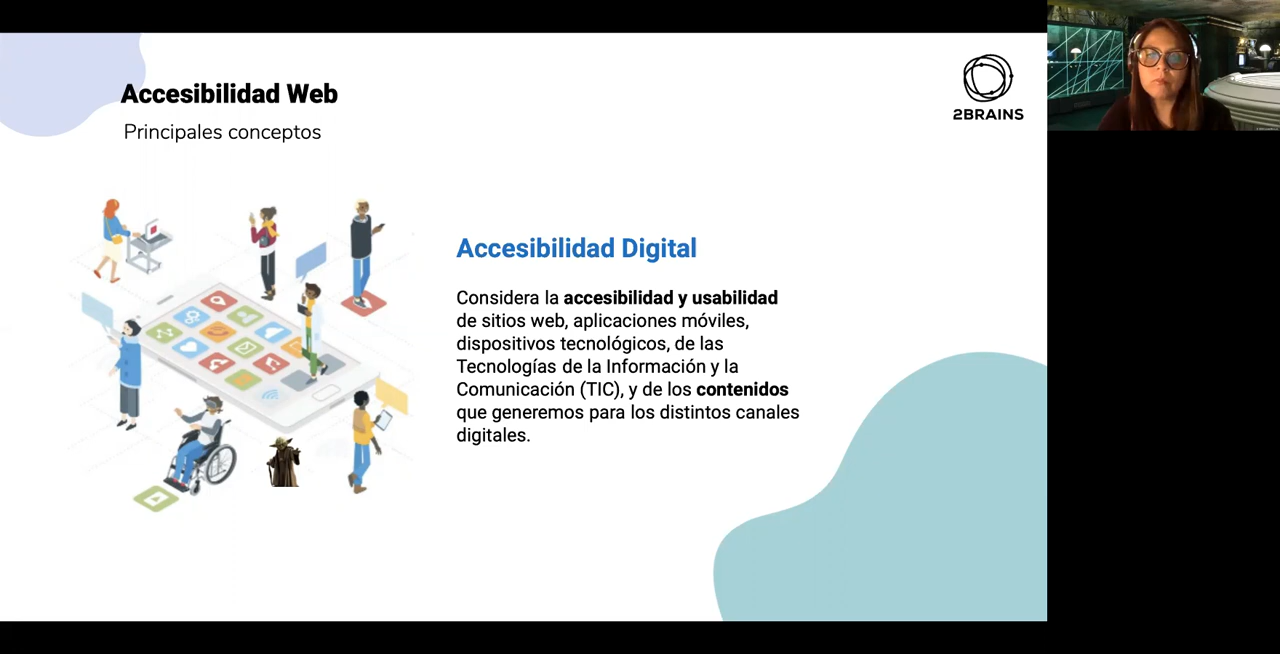 Accesibilidad Web
Principales conceptos
2BRAINS
Accesibilidad Digital
Considera la accesibilidad y usabilidad
de sitios web, aplicaciones móviles,
dispositivos tecnológicos, de las
Tecnologías de la Información y la
Comunicación (TIC), y de los contenidos
que generemos para los distintos canales
digitales.